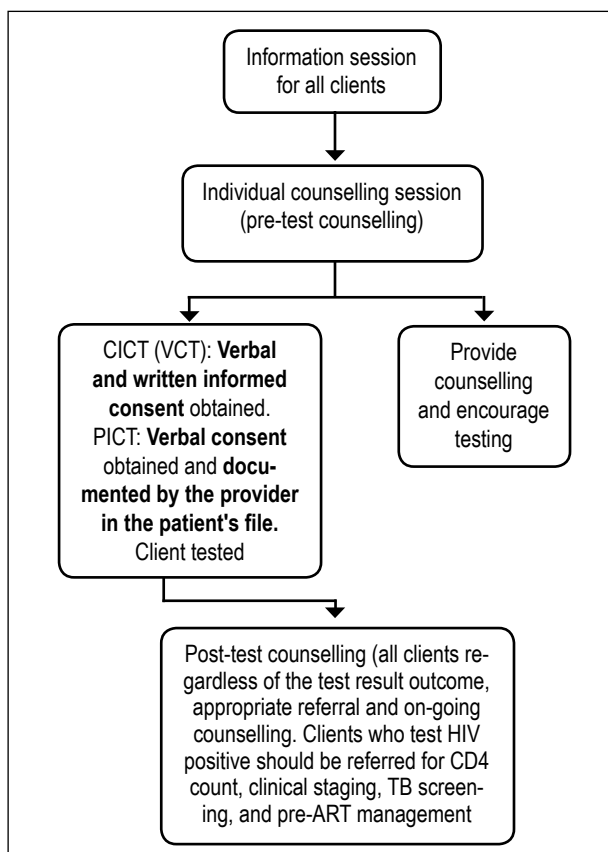 Information session
for all clients
Individual counselling session
(pre-test counselling)
CICT (VCT): Verbal
and written informed
consent obtained.
PICT: Verbal consent
obtained and docu-
mented by the provider
in the patient's file.
Client tested
Provide
counselling
and encourage
testing
Post-test counselling (all clients re-
gardless of the test result outcome,
appropriate referral and on-going
counselling. Clients who test HIV
positive should be referred for CD4
count, clinical staging, TB screen-
ing, and pre-ART management